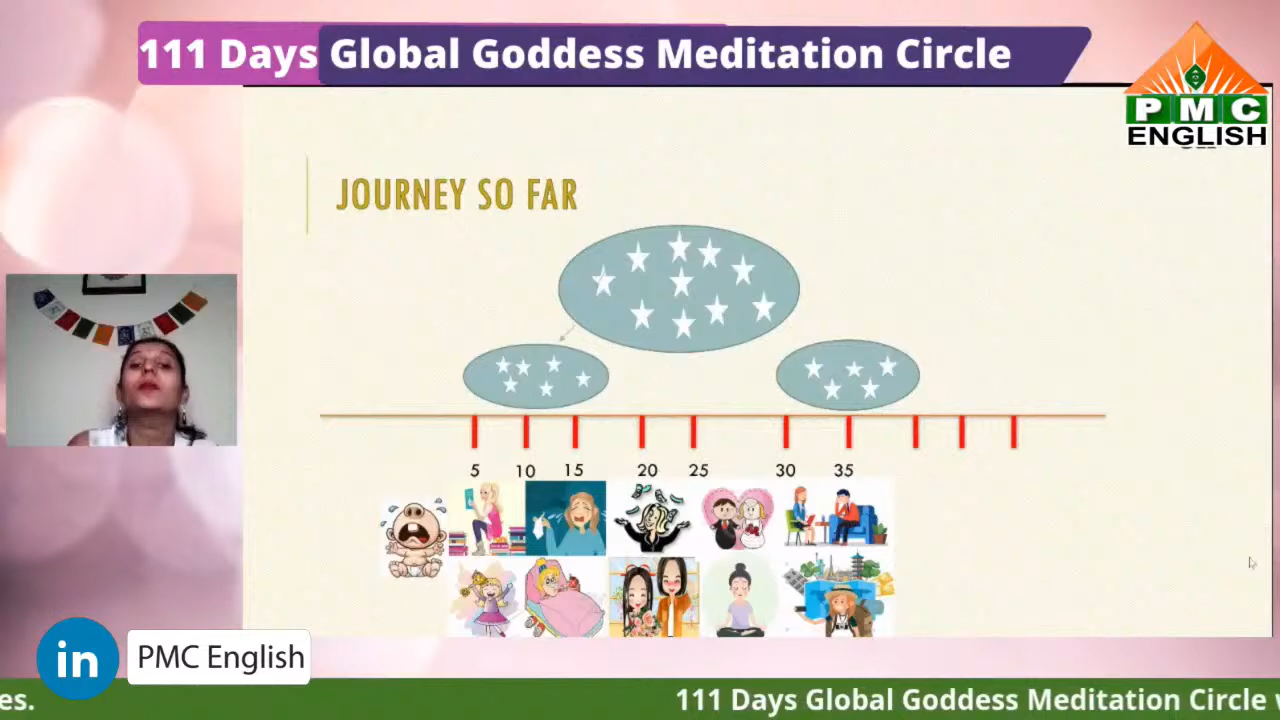 111 Days Global Goddess Meditation Circle
PMC
ENGLISH
JOURNEY SO FAR
5 10 15 20 25 30 35
in PMC English
es. 111 Days Global Goddess Meditation Circle